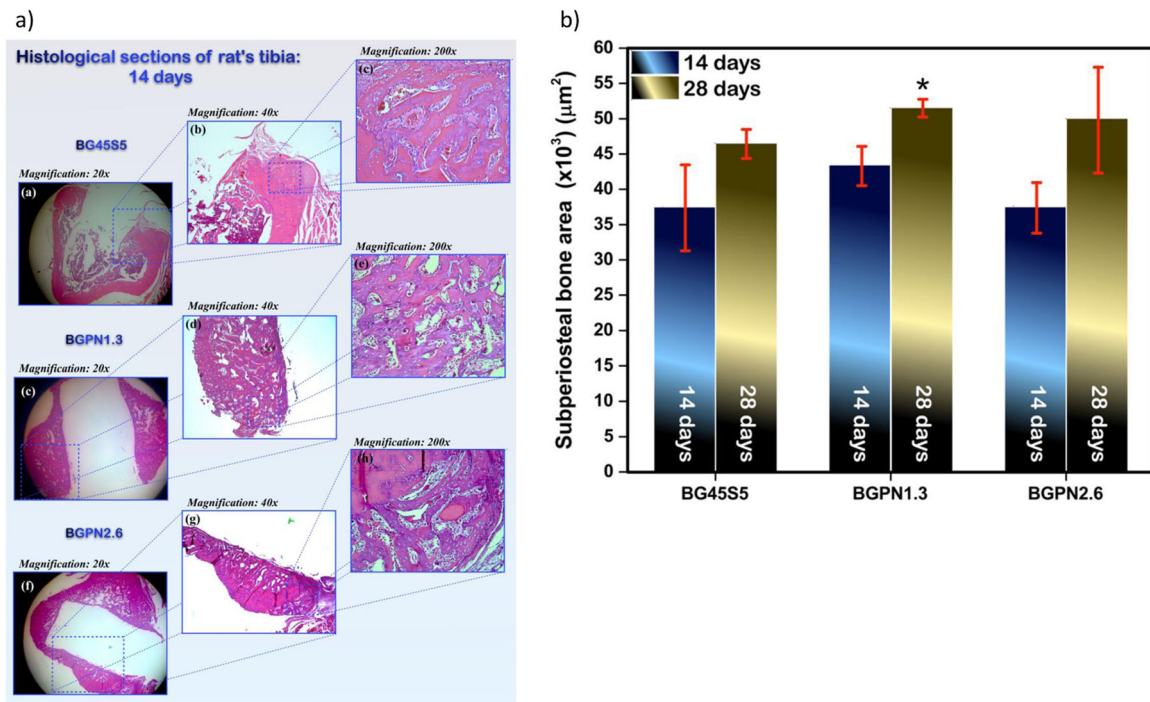 a)
Histological sections of rat's tibia:
14 days
BG45S5
Magnification: 20x
(a)
Magnification: 40x
(b)
Magnification: 200x
(c)
BGPN1.3
Magnification: 20x
(c)
Magnification: 40x
(d)
Magnification: 200x
(e)
BGPN2.6
Magnification: 20x
(f)
Magnification: 40x
(g)
Magnification: 200x
(h)
b)
Subperiosteal bone area (x10³) (μm²)
60
55
50
45
40
35
30
25
20
15
10
5
0
14 days
28 days
*
14 days
28 days
14 days
28 days
14 days
28 days
BG45S5
BGPN1.3
BGPN2.6